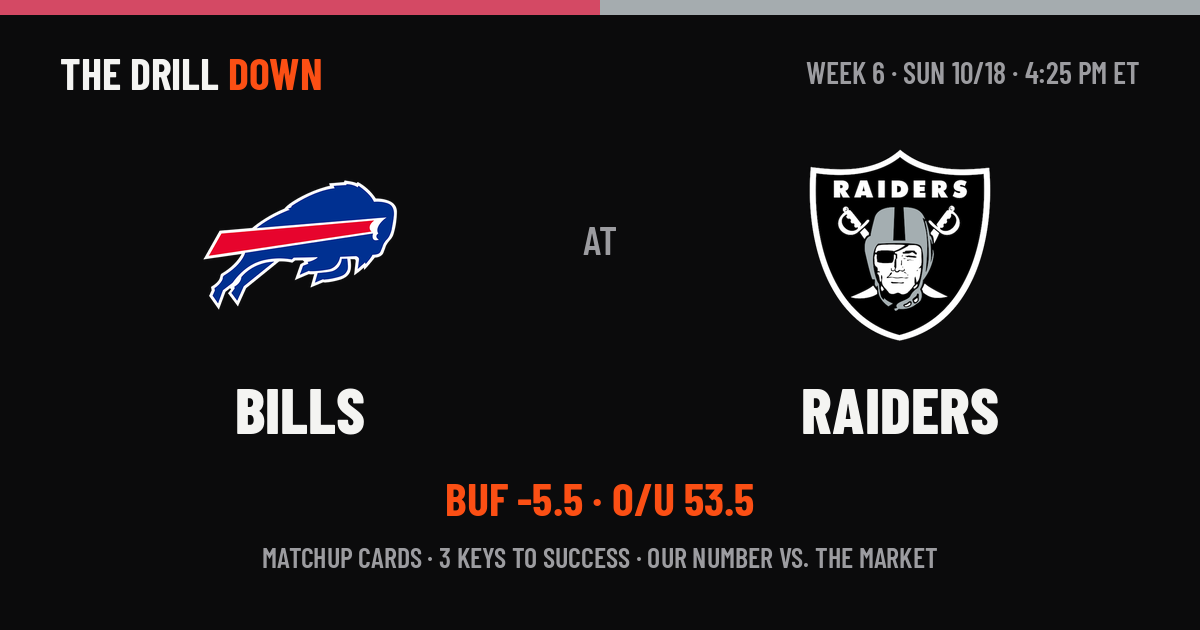 THE DRILL DOWN
WEEK 6 · SUN 10/18 · 4:25 PM ET
RAIDERS
AT
BILLS
RAIDERS
BUF -5.5 · O/U 53.5
MATCHUP CARDS · 3 KEYS TO SUCCESS · OUR NUMBER VS. THE MARKET